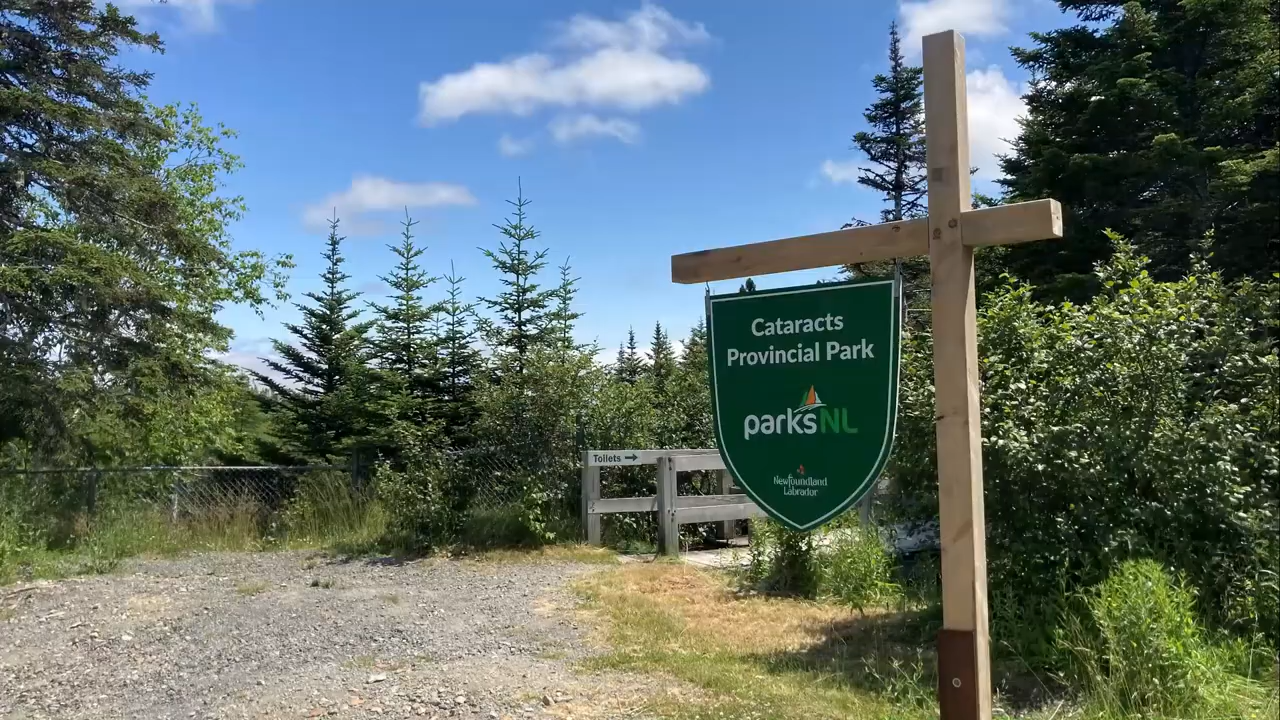 Cataracts
Provincial Park
parksNL
Newfoundland
Labrador
Toilets →